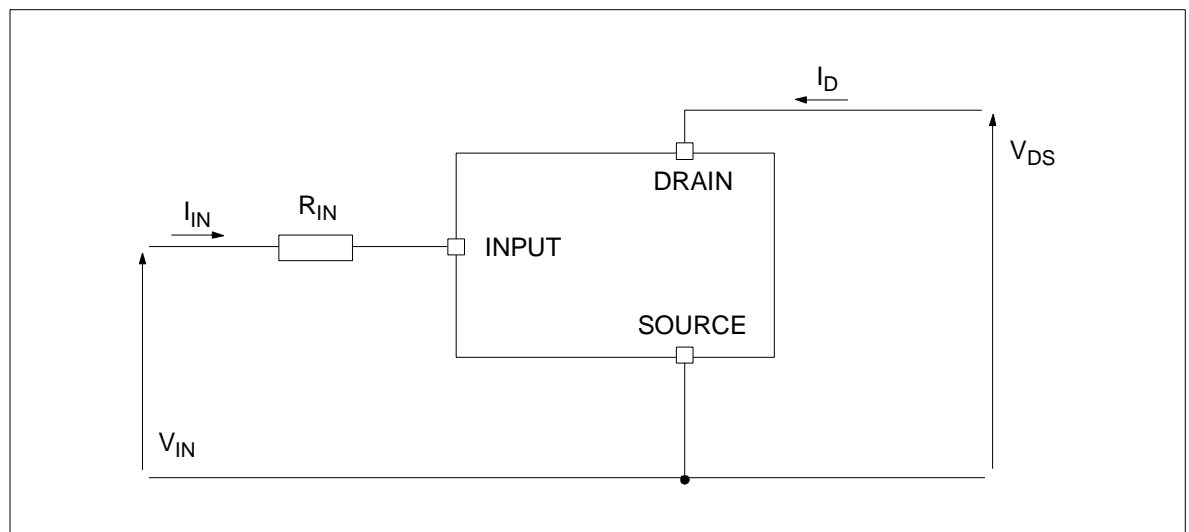 I_D
V_DS
DRAIN
R_IN
I_IN
INPUT
SOURCE
V_IN